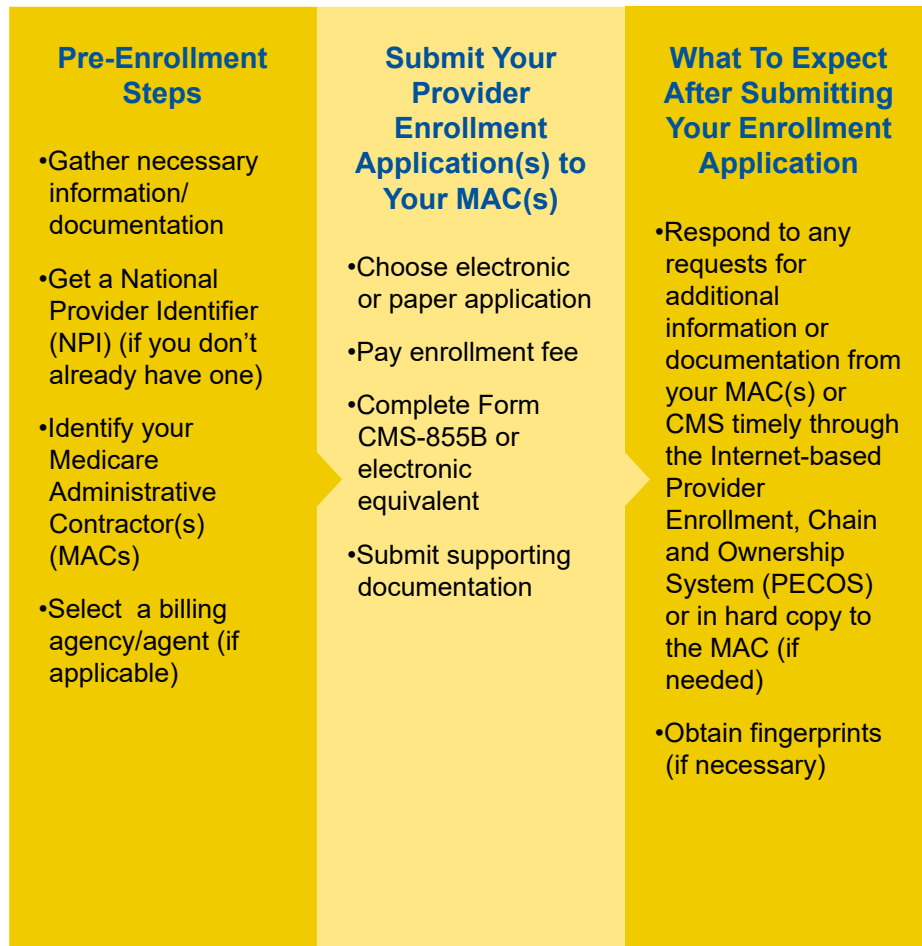 Pre-Enrollment
Steps
•Gather necessary
information/
documentation
•Get a National
Provider Identifier
(NPI) (if you don’t
already have one)
•Identify your
Medicare
Administrative
Contractor(s)
(MACs)
•Select a billing
agency/agent (if
applicable)
Submit Your
Provider
Enrollment
Application(s) to
Your MAC(s)
•Choose electronic
or paper application
•Pay enrollment fee
•Complete Form
CMS-855B or
electronic
equivalent
•Submit supporting
documentation
What To Expect
After Submitting
Your Enrollment
Application
•Respond to any
requests for
additional
information or
documentation from
your MAC(s) or
CMS timely through
the Internet-based
Provider
Enrollment, Chain
and Ownership
System (PECOS)
or in hard copy to
the MAC (if
needed)
•Obtain fingerprints
(if necessary)